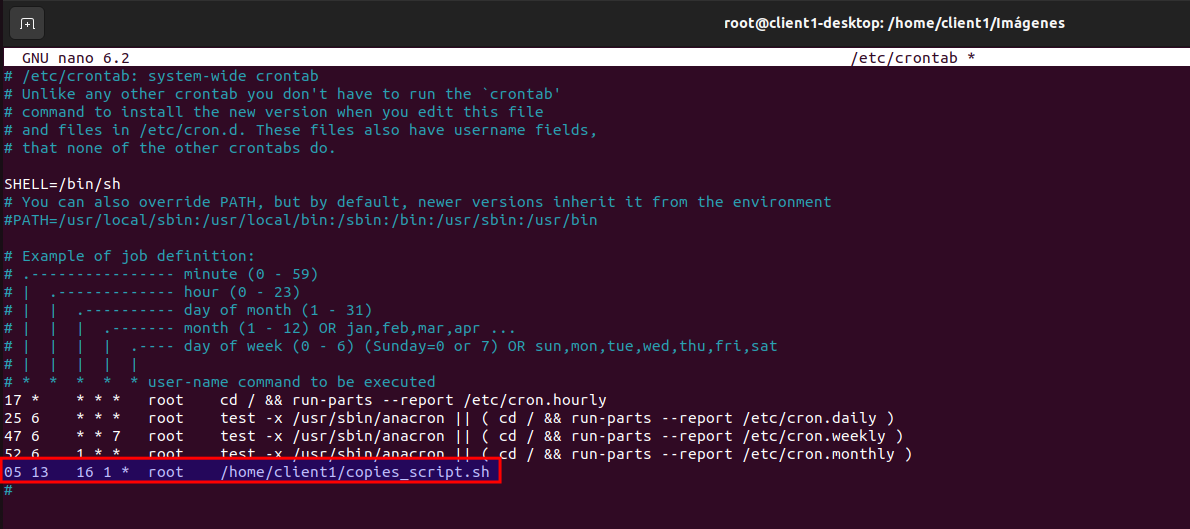 root@client1-desktop: /home/client1/Imágenes
GNU nano 6.2 /etc/crontab *
# /etc/crontab: system-wide crontab
# Unlike any other crontab you don't have to run the `crontab'
# command to install the new version when you edit this file
# and files in /etc/cron.d. These files also have username fields,
# that none of the other crontabs do.
SHELL=/bin/sh
# You can also override PATH, but by default, newer versions inherit it from the environment
#PATH=/usr/local/sbin:/usr/local/bin:/sbin:/bin:/usr/sbin:/usr/bin
# Example of job definition:
# .---------------- minute (0 - 59)
# |  .------------- hour (0 - 23)
# |  |  .---------- day of month (1 - 31)
# |  |  |  .------- month (1 - 12) OR jan,feb,mar,apr ...
# |  |  |  |  .---- day of week (0 - 6) (Sunday=0 or 7) OR sun,mon,tue,wed,thu,fri,sat
# |  |  |  |  |
# *  *  *  *  * user-name command to be executed
17 *    * * *   root    cd / && run-parts --report /etc/cron.hourly
25 6    * * *   root    test -x /usr/sbin/anacron || ( cd / && run-parts --report /etc/cron.daily )
47 6    * * 7   root    test -x /usr/sbin/anacron || ( cd / && run-parts --report /etc/cron.weekly )
52 6    1 * *   root    test -x /usr/sbin/anacron || ( cd / && run-parts --report /etc/cron.monthly )
05 13   16 1 *  root    /home/client1/copies_script.sh
#